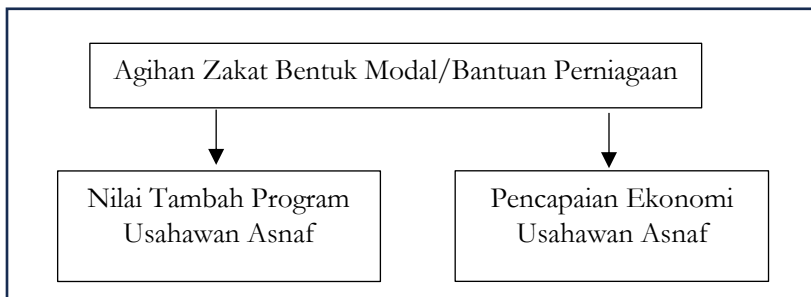 Agihan Zakat Bentuk Modal/Bantuan Perniagaan
Nilai Tambah Program
Usahawan Asnaf
Pencapaian Ekonomi
Usahawan Asnaf